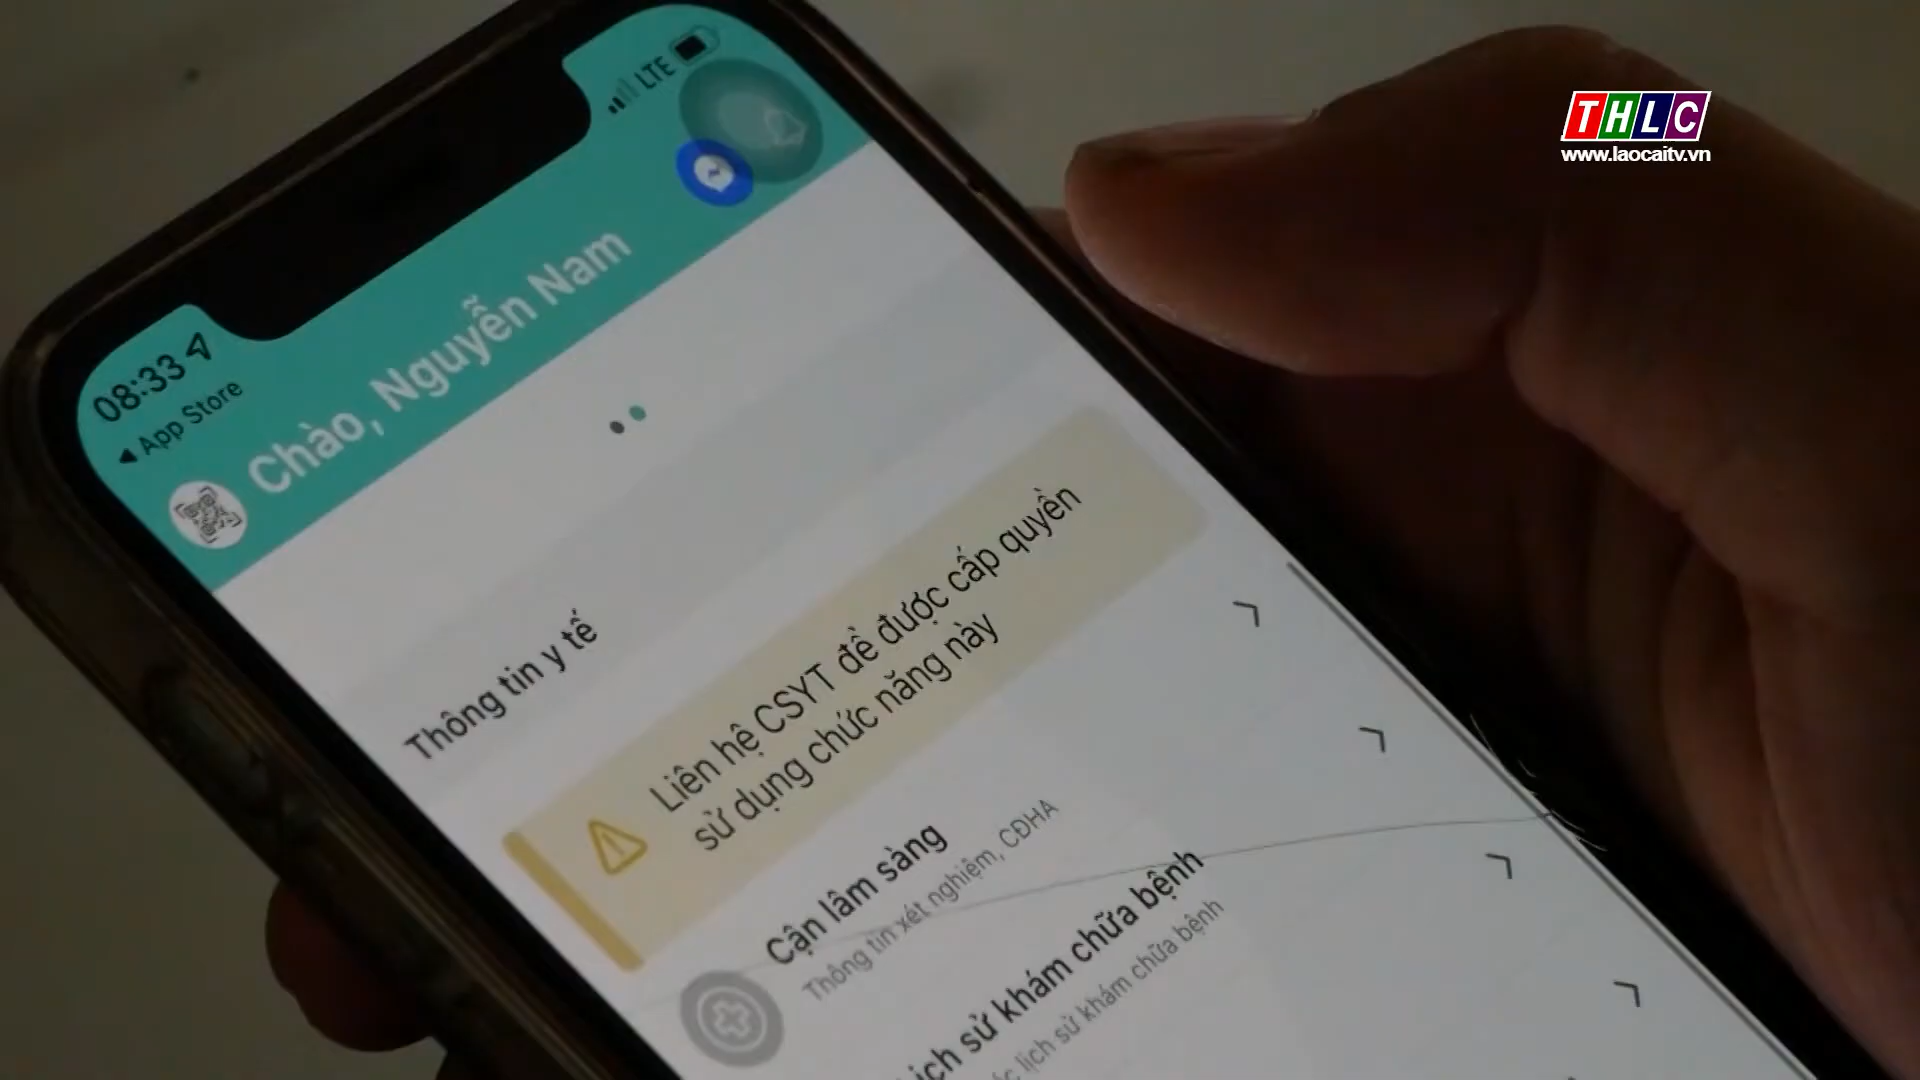 THLC
www.laocaitv.vn
LTE
08:33
App Store
Chào, Nguyễn Nam
Thông tin y tế
Liên hệ CSYT để được cấp quyền
sử dụng chức năng này
Cận lâm sàng
Thông tin xét nghiệm, CĐHA
lịch sử khám chữa bệnh
lịch sử khám chữa bệnh